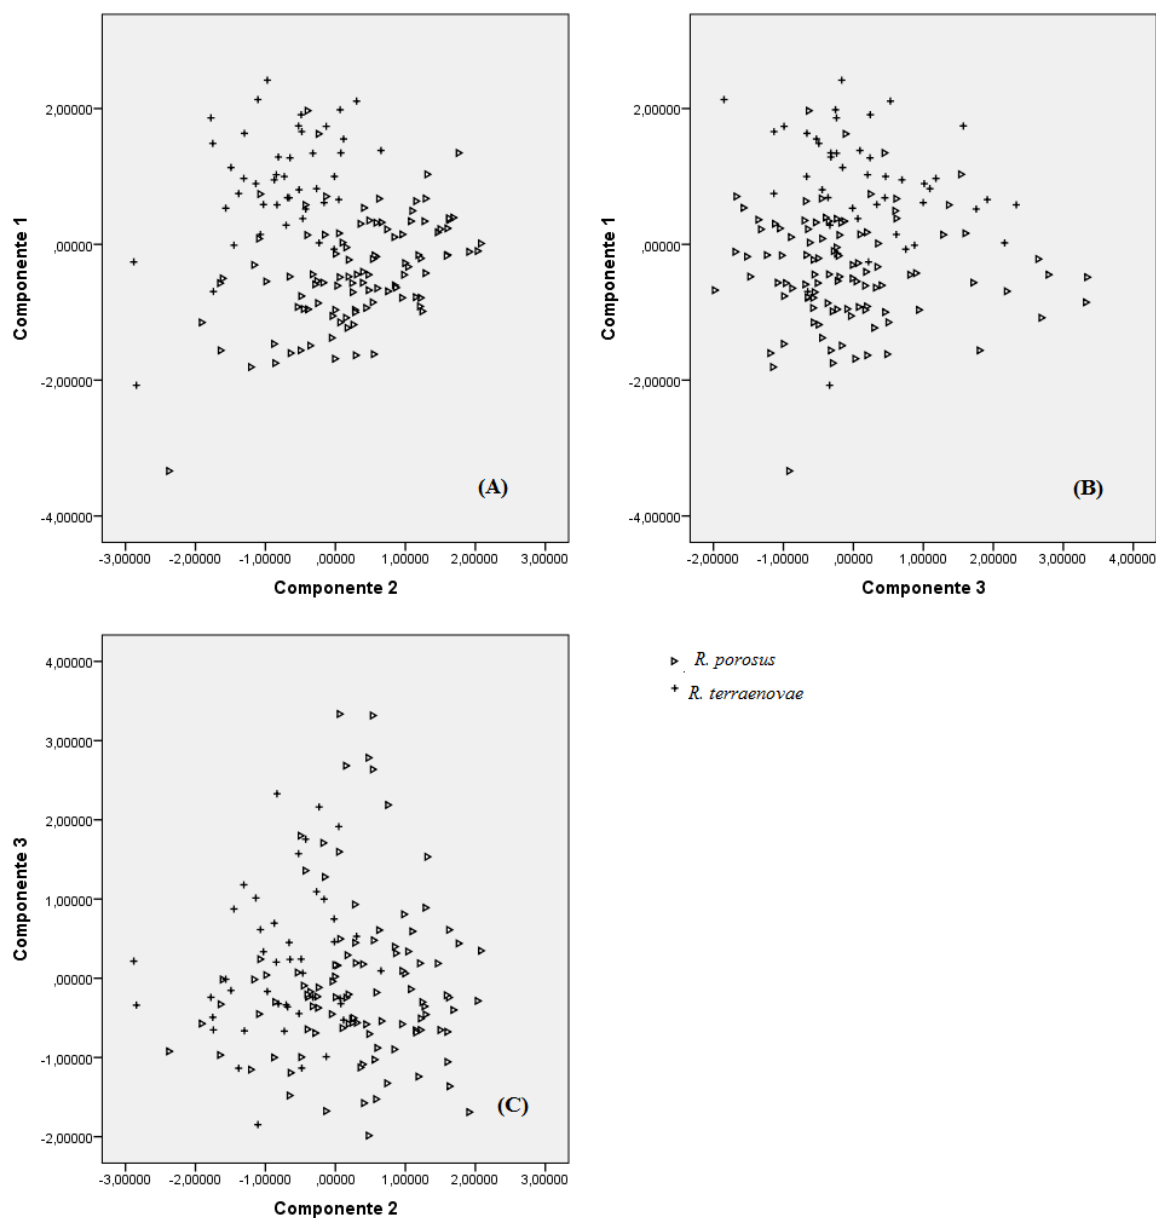 2,00000
,00000
-2,00000
-4,00000
Componente 1
-3,00000 -2,00000 -1,00000 ,00000 1,00000 2,00000 3,00000
Componente 2
(A)
2,00000
,00000
-2,00000
-4,00000
Componente 1
-2,00000 -1,00000 ,00000 1,00000 2,00000 3,00000 4,00000
Componente 3
(B)
4,00000
3,00000
2,00000
1,00000
,00000
-1,00000
-2,00000
Componente 3
-3,00000 -2,00000 -1,00000 ,00000 1,00000 2,00000 3,00000
Componente 2
(C)
R. porosus
R. terraenovae